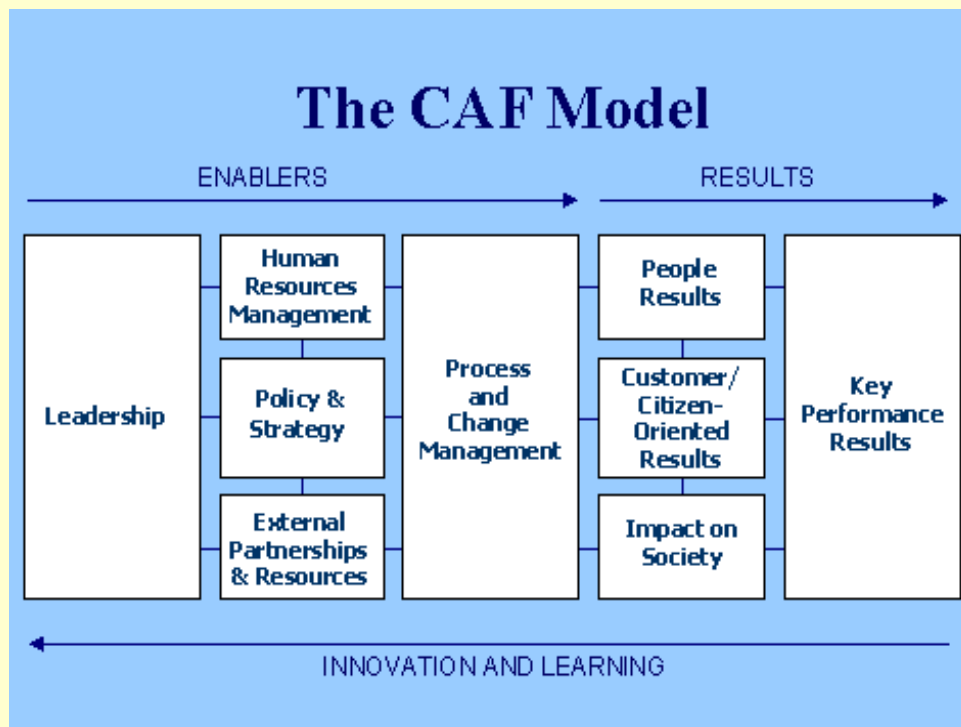 The CAF Model
ENABLERS
RESULTS
Leadership
Human
Resources
Management
Policy &
Strategy
External
Partnerships
& Resources
Process
and
Change
Management
People
Results
Customer/
Citizen-
Oriented
Results
Impact on
Society
Key
Performance
Results
INNOVATION AND LEARNING